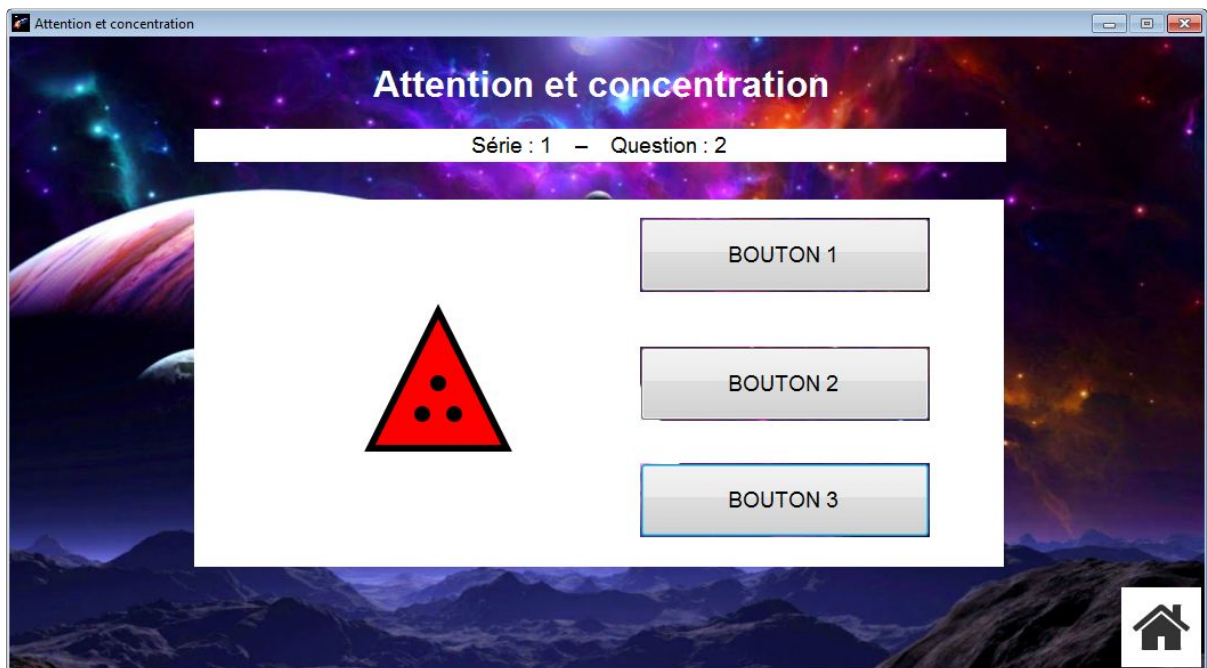 Attention et concentration
Attention et concentration
Série : 1 – Question : 2
BOUTON 1
BOUTON 2
BOUTON 3